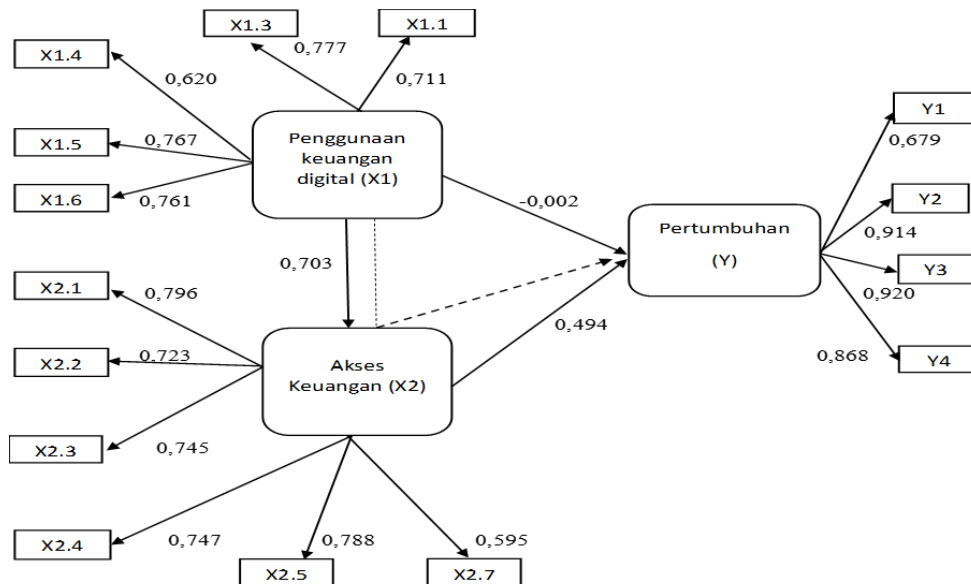 X1.3
X1.1
X1.4
0,777
0,711
0,620
Y1
X1.5
0,767
Penggunaan
keuangan
digital (X1)
0,679
X1.6
0,761
-0,002
Y2
0,914
Pertumbuhan
(Y)
0,703
Y3
0,920
X2.1
0,796
0,494
0,868
Y4
X2.2
0,723
Akses
Keuangan (X2)
X2.3
0,745
X2.4
0,747
0,788
0,595
X2.5
X2.7